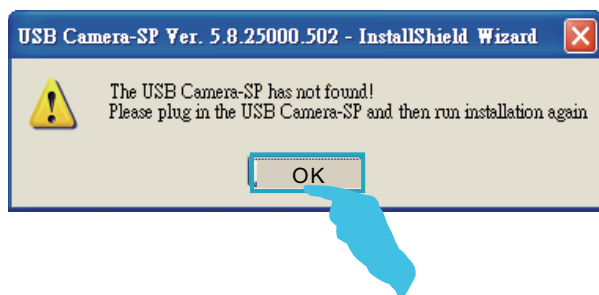 USB Camera-SP Ver. 5.8.25000.502 - InstallShield Wizard
The USB Camera-SP has not found!
Please plug in the USB Camera-SP and then run installation again
OK